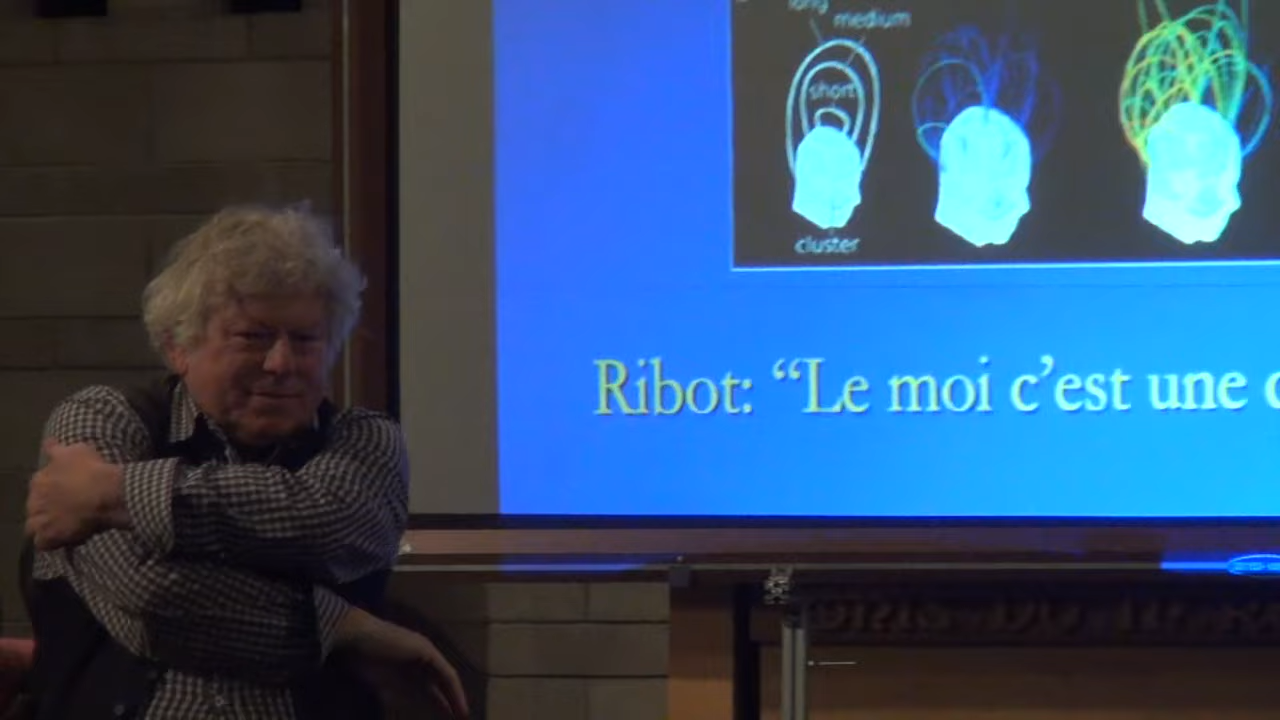 long
medium
short
cluster
Ribot: “Le moi c’est une